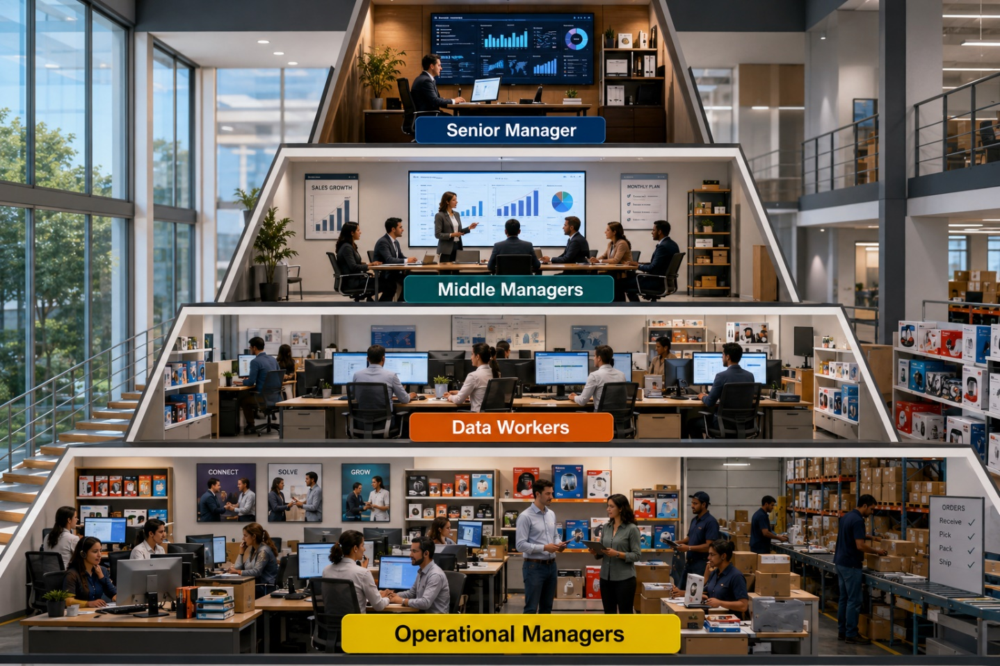 Senior Manager
SALES GROWTH
MONTHLY PLAN
Middle Managers
Data Workers
CONNECT
SOLVE
GROW
ORDERS
Receive ✓
Pick ✓
Pack ✓
Ship ✓
Operational Managers